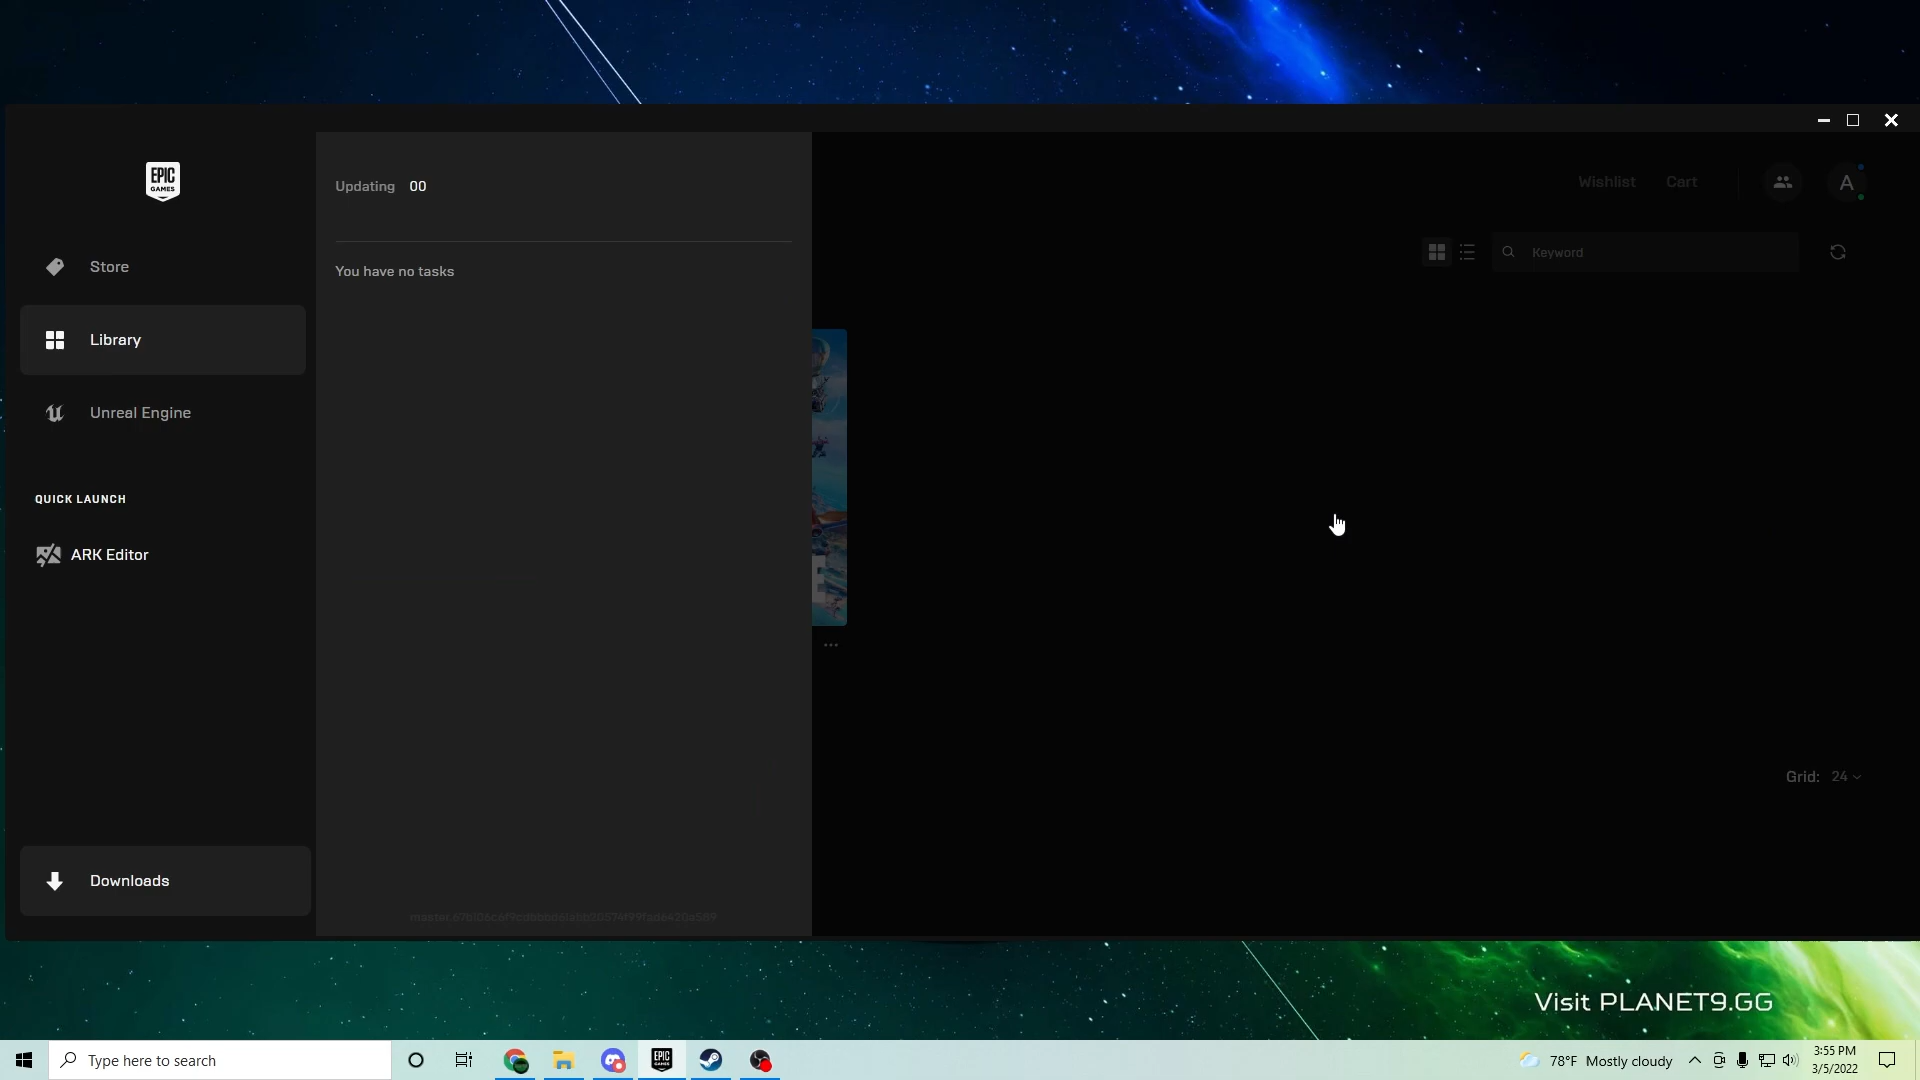 EPIC
GAMES
Updating 00
Wishlist
Cart
A
Store
Keyword
You have no tasks
Library
Unreal Engine
QUICK LAUNCH
ARK Editor
E
Grid: 24
Downloads
Visit PLANET9.GG
Type here to search
EPIC
GAMES
78°F Mostly cloudy
3:55 PM
3/5/2022